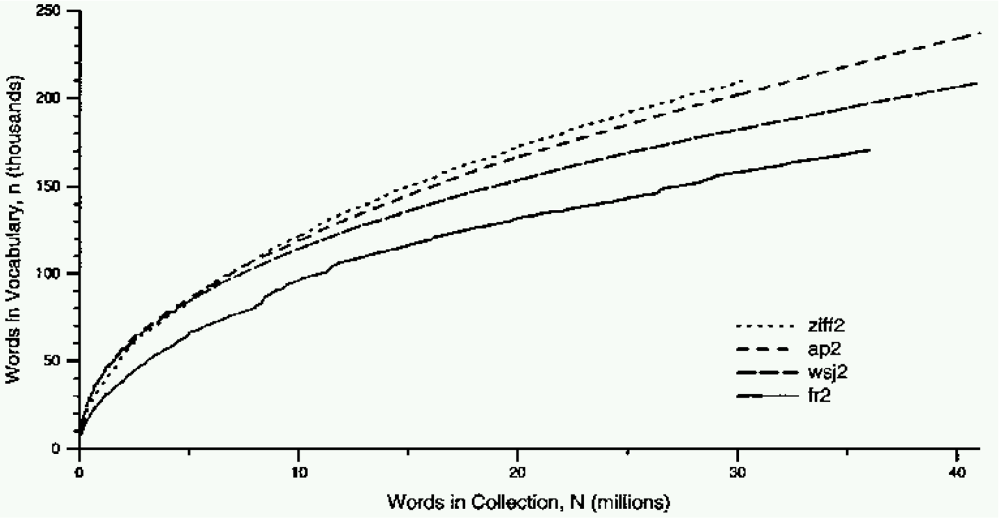 250
200
150
100
50
0
Words in Vocabulary, n (thousands)
0 10 20 30 40
Words in Collection, N (millions)
ziff2
ap2
wsj2
fr2